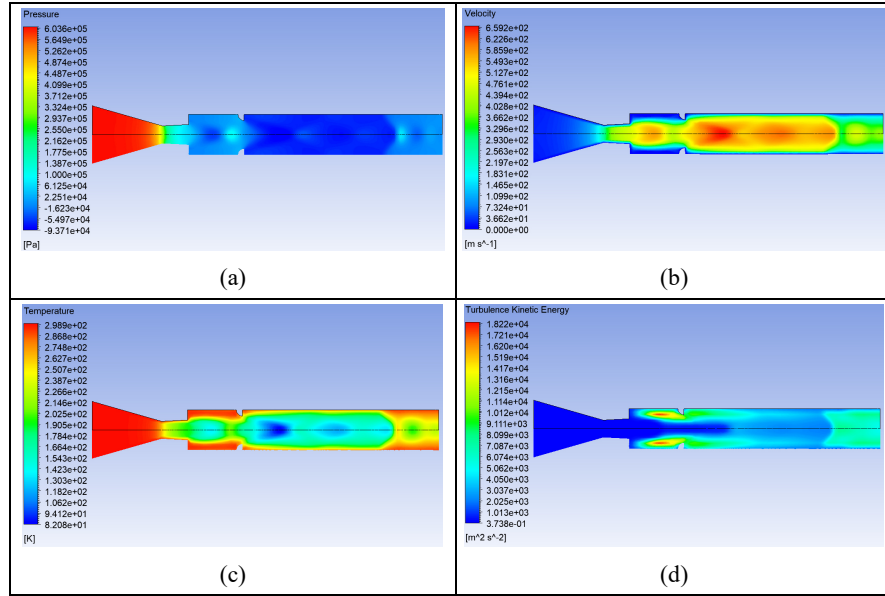 Pressure
6.036e+05
5.649e+05
5.262e+05
4.874e+05
4.487e+05
4.099e+05
3.712e+05
3.324e+05
2.937e+05
2.550e+05
2.162e+05
1.775e+05
1.387e+05
1.000e+05
6.125e+04
2.251e+04
-1.623e+04
-5.497e+04
-9.371e+04
[Pa]
(a)
Velocity
6.592e+02
6.226e+02
5.859e+02
5.493e+02
5.127e+02
4.761e+02
4.394e+02
4.028e+02
3.662e+02
3.296e+02
2.930e+02
2.563e+02
2.197e+02
1.831e+02
1.465e+02
1.099e+02
7.324e+01
3.662e+01
0.000e+00
[m s^-1]
(b)
Temperature
2.989e+02
2.868e+02
2.748e+02
2.627e+02
2.507e+02
2.387e+02
2.266e+02
2.146e+02
2.025e+02
1.905e+02
1.784e+02
1.664e+02
1.543e+02
1.423e+02
1.303e+02
1.182e+02
1.062e+02
9.412e+01
8.208e+01
[K]
(c)
Turbulence Kinetic Energy
1.822e+04
1.721e+04
1.620e+04
1.519e+04
1.417e+04
1.316e+04
1.215e+04
1.114e+04
1.012e+04
9.111e+03
8.099e+03
7.087e+03
6.074e+03
5.062e+03
4.050e+03
3.037e+03
2.025e+03
1.013e+03
3.738e-01
[m^2 s^-2]
(d)